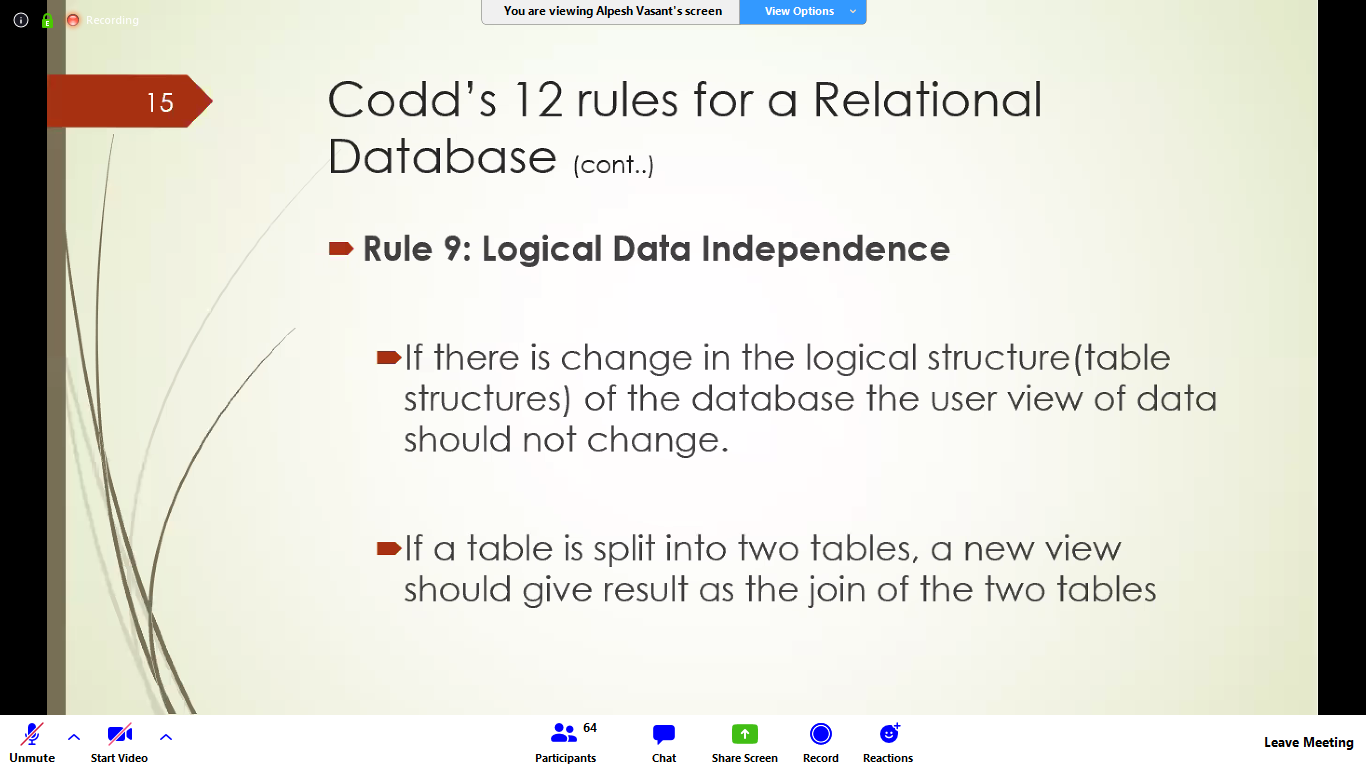 You are viewing Alpesh Vasant's screen
View Options
Recording
E
15
Codd's 12 rules for a Relational
Database (cont..)
Rule 9: Logical Data Independence
If there is change in the logical structure(table
structures) of the database the user view of data
should not change.
If a table is split into two tables, a new view
should give result as the join of the two tables
Unmute
Start Video
64
Participants
Chat
Share Screen
Record
Reactions
Leave Meeting